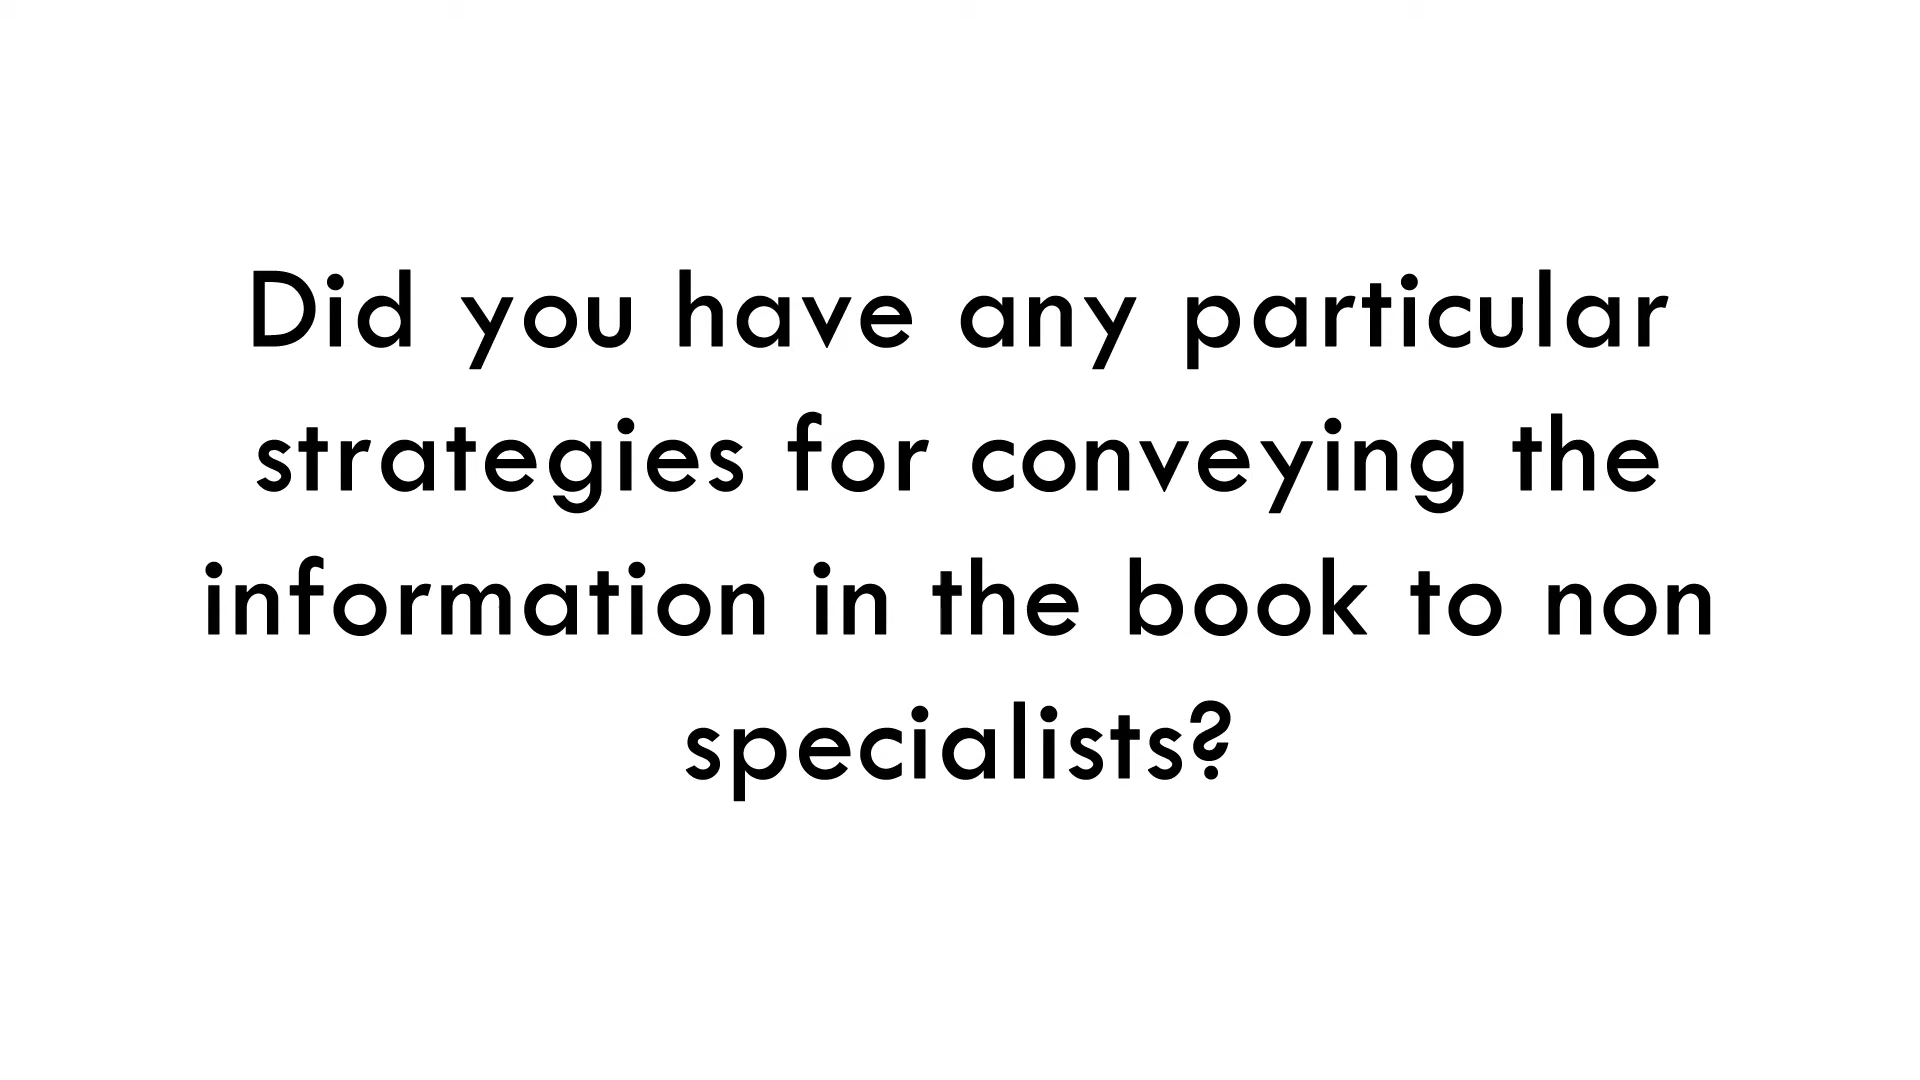 Did you have any particular
strategies for conveying the
information in the book to non
specialists?